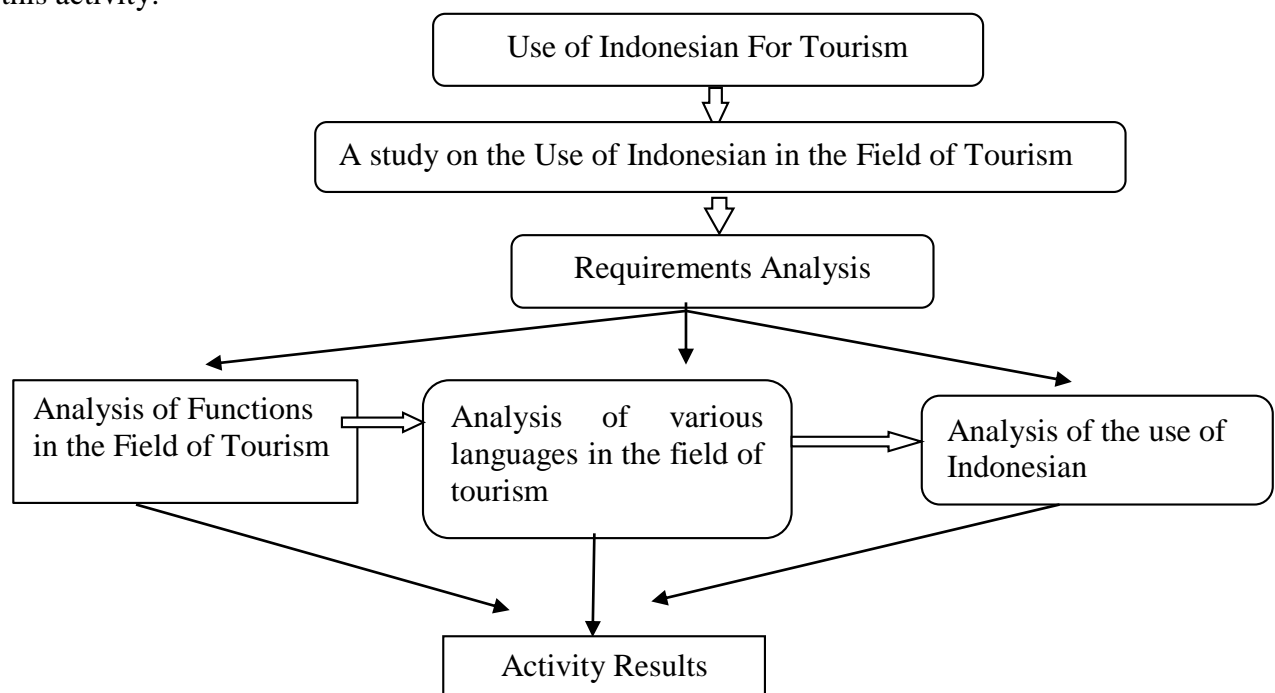 this activity.
Use of Indonesian For Tourism
A study on the Use of Indonesian in the Field of Tourism
Requirements Analysis
Analysis of Functions
in the Field of Tourism
Analysis of various
languages in the field of
tourism
Analysis of the use of
Indonesian
Activity Results